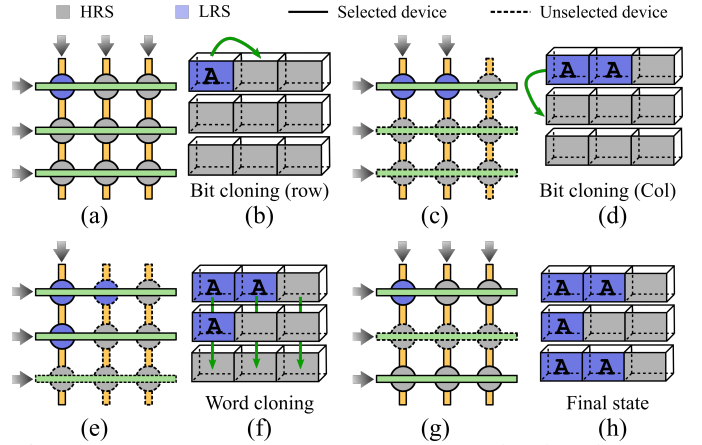 HRS LRS Selected device Unselected device
A
A A
Bit cloning (row) Bit cloning (Col)
(a) (b) (c) (d)
A A
A
A A
A
A A
Word cloning Final state
(e) (f) (g) (h)